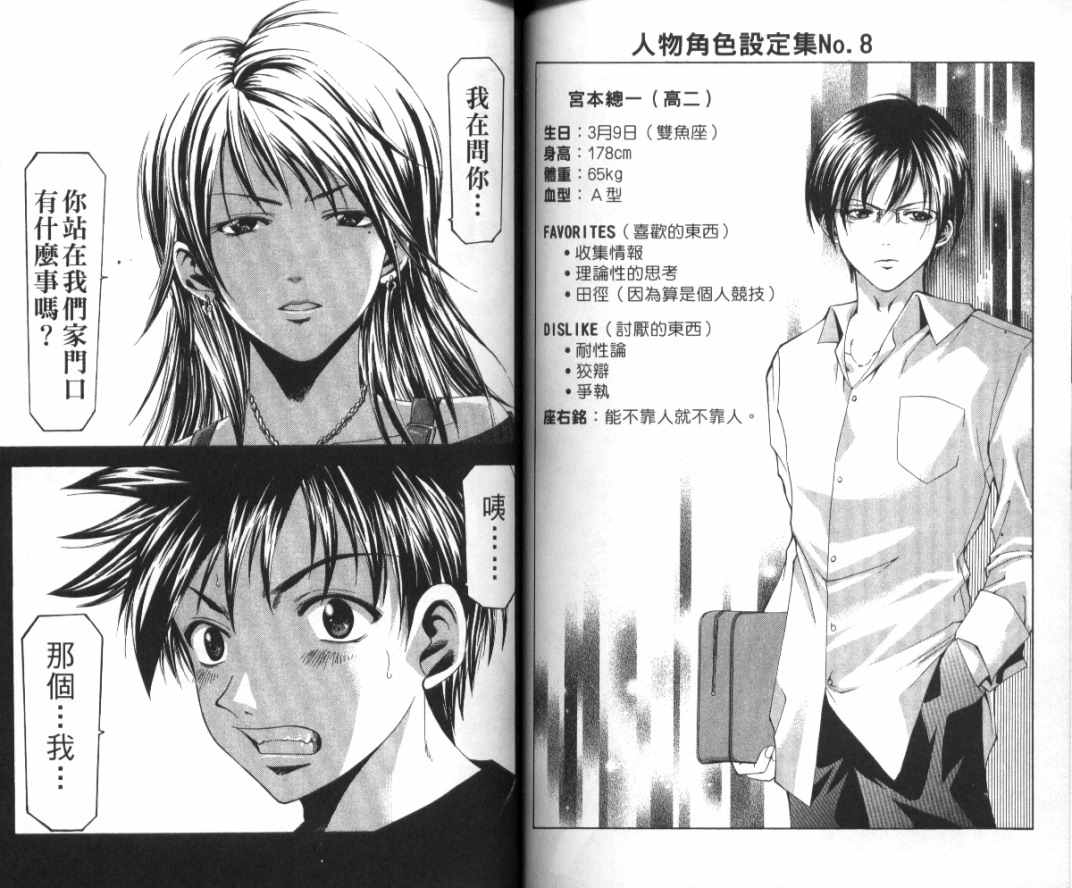 人物角色設定集No.8
宮本總一（高二）
生日：3月9日（雙魚座）
身高：178cm
體重：65kg
血型：A型
FAVORITES（喜歡的東西）
•收集情報
•理論性的思考
•田徑（因為算是個人競技）
DISLIKE（討厭的東西）
•耐性論
•狡辯
•爭執
座右銘：能不靠人就不靠人。
我在問你…
你站在我們家門口
有什麼事嗎？
咦……
那個…我…